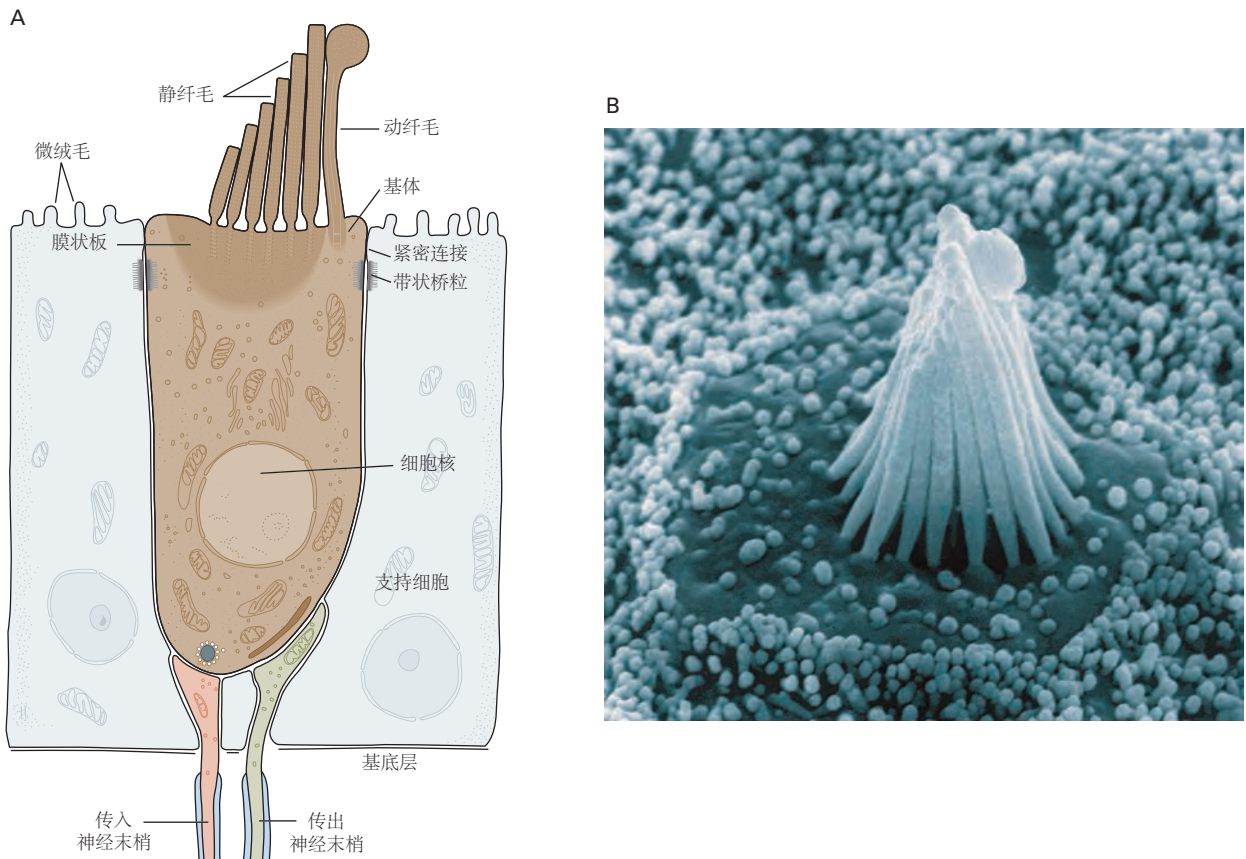 A
静纤毛
B
动纤毛
微绒毛
基体
膜状板
紧密连接
带状桥粒
细胞核
支持细胞
基底层
传入
神经末梢
传出
神经末梢